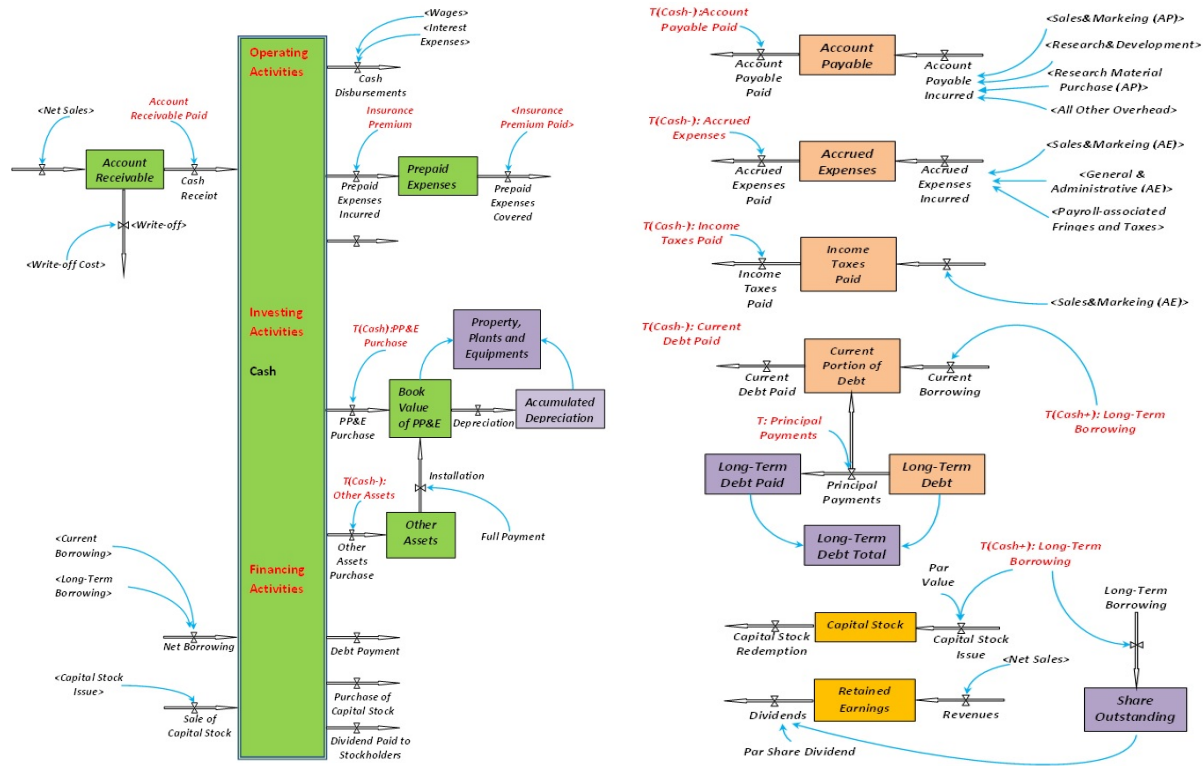 <Wages>
<Interest
Expenses>
Operating
Activities
Cash
Disbursements
<Net Sales>
Account
Receivable Paid
Insurance
Premium
<Insurance
Premium Paid>
Account
Receivable
Cash
Receipt
Prepaid
Expenses
Prepaid
Expenses
Incurred
Prepaid
Expenses
Covered
<Write-off>
<Write-off Cost>
Investing
Activities
Cash
T(Cash):PP&E
Purchase
Property,
Plants and
Equipments
Book
Value
of PP&E
Accumulated
Depreciation
PP&E
Purchase
Depreciation
Installation
T(Cash-):
Other Assets
Other
Assets
Full Payment
Other
Assets
Purchase
<Current
Borrowing>
<Long-Term
Borrowing>
Financing
Activities
Net Borrowing
Debt Payment
<Capital Stock
Issue>
Purchase of
Capital Stock
Sale of
Capital Stock
Dividend Paid to
Stockholders
T(Cash-):Account
Payable Paid
Account
Payable
Account
Payable
Paid
Account
Payable
Incurred
<Sales&Markeing (AP)>
<Research&Development>
<Research Material
Purchase (AP)>
<All Other Overhead>
T(Cash-): Accrued
Expenses
Accrued
Expenses
Accrued
Expenses
Paid
Accrued
Expenses
Incurred
<Sales&Markeing (AE)>
<General &
Administrative (AE)>
<Payroll-associated
Fringes and Taxes>
T(Cash-): Income
Taxes Paid
Income
Taxes
Paid
Income
Taxes
Paid
<Sales&Markeing (AE)>
T(Cash-): Current
Debt Paid
Current
Portion of
Debt
Current
Debt Paid
Current
Borrowing
T(Cash+): Long-Term
Borrowing
T: Principal
Payments
Long-Term
Debt Paid
Principal
Payments
Long-Term
Debt
Long-Term
Debt Total
T(Cash+): Long-Term
Borrowing
Par
Value
Long-Term
Borrowing
Capital Stock
Capital Stock
Redemption
Capital Stock
Issue
<Net Sales>
Retained
Earnings
Dividends
Revenues
Share
Outstanding
Par Share Dividend